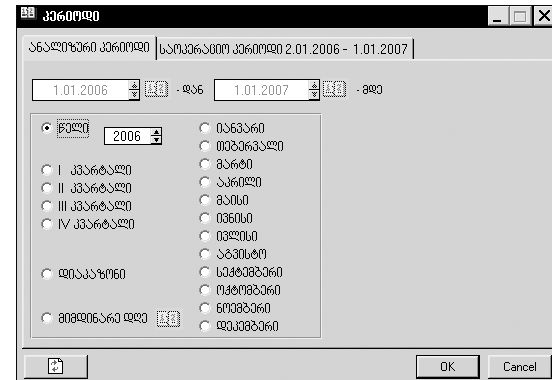 პერიოდი
ანალიზური პერიოდი საოპერაციო პერიოდი 2.01.2006 - 1.01.2007
1.01.2006 - დან 1.01.2007 - მდე
წელი 2006
I კვარტალი
II კვარტალი
III კვარტალი
IV კვარტალი
დიაპაზონი
მიმდინარე დღე
იანვარი
თებერვალი
მარტი
აპრილი
მაისი
ივნისი
ივლისი
აგვისტო
სექტემბერი
ოქტომბერი
ნოემბერი
დეკემბერი
OK Cancel